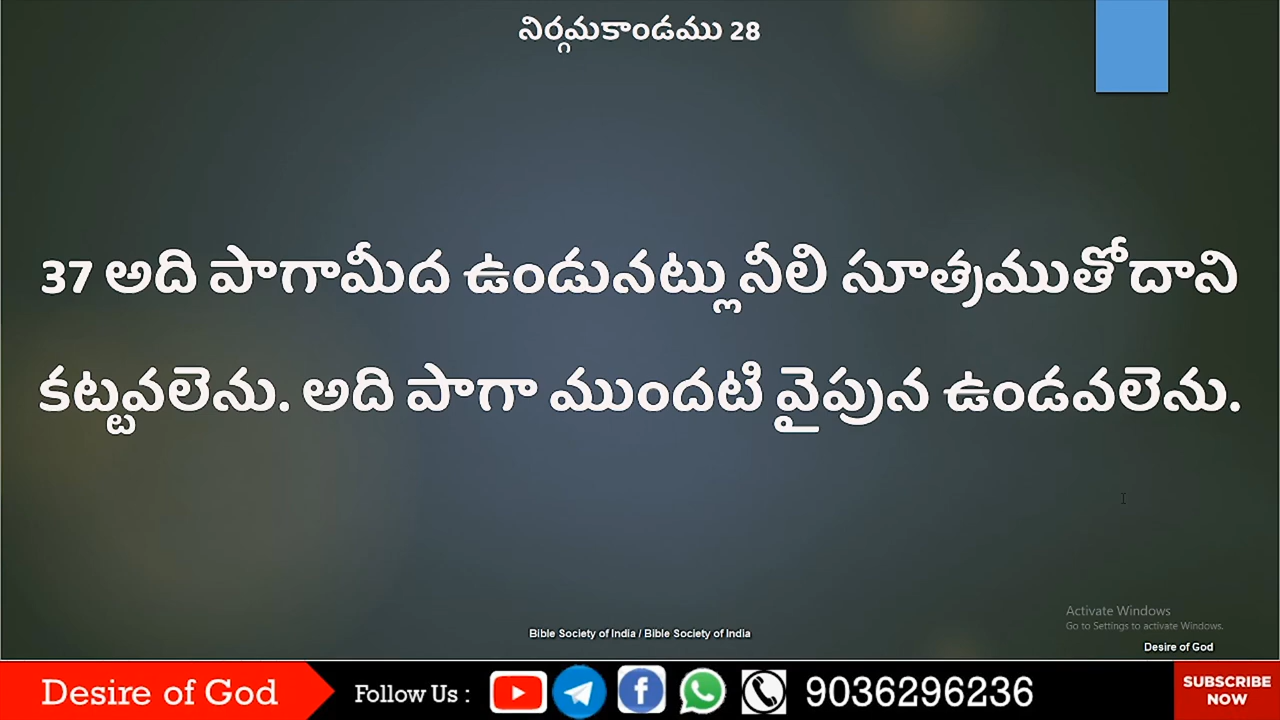 నిర్గమకాండము 28
37 అది పాగామీద ఉండునట్లు నీలి సూత్రముతోదాని
కట్టవలెను. అది పాగా ముందటి వైపున ఉండవలెను.
Activate Windows
Go to Settings to activate Windows.
Bible Society of India / Bible Society of India
Desire of God
Desire of God Follow Us : 9036296236 SUBSCRIBE
NOW